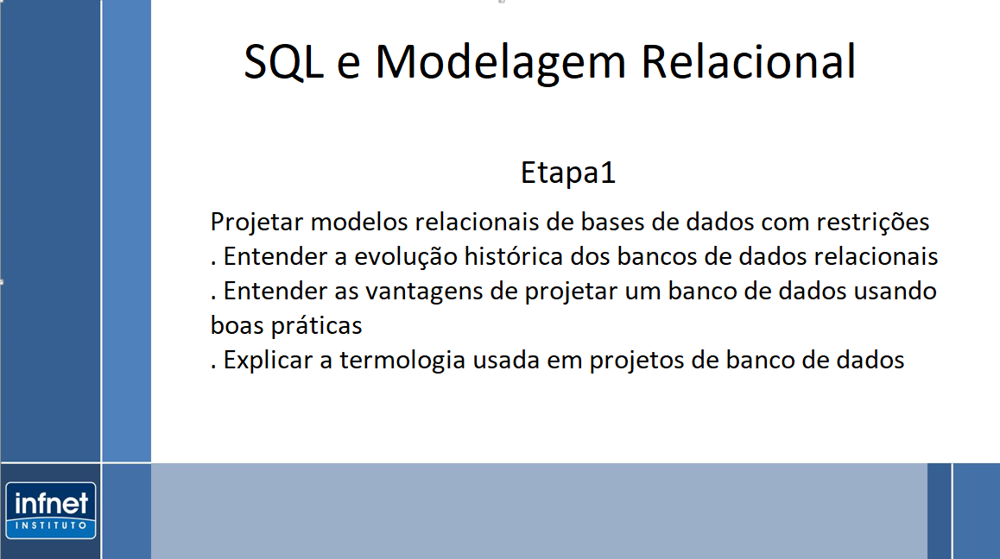 SQL e Modelagem Relacional
Etapa1
Projetar modelos relacionais de bases de dados com restrições
. Entender a evolução histórica dos bancos de dados relacionais
. Entender as vantagens de projetar um banco de dados usando
boas práticas
. Explicar a termologia usada em projetos de banco de dados
infnet
INSTITUTO